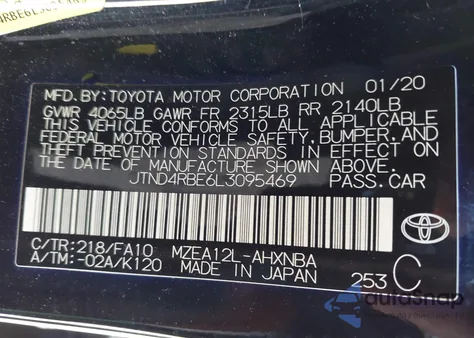 MFD.BY:TOYOTA MOTOR CORPORATION 01/20
GVWR 4065LB GAWR FR 2315LB RR 2140LB
THIS VEHICLE CONFORMS TO ALL APPLICABLE
FEDERAL MOTOR VEHICLE SAFETY,BUMPER,AND
THEFT PREVENTION STANDARDS IN EFFECT ON
THE DATE OF MANUFACTURE SHOWN ABOVE.
JTND4RBE6L3095469 PASS.CAR
C/TR:218/FA10 MZEA12L-AHXNBA
A/TM:-02A/K120 MADE IN JAPAN 253 C
TOYOTA
autosnap